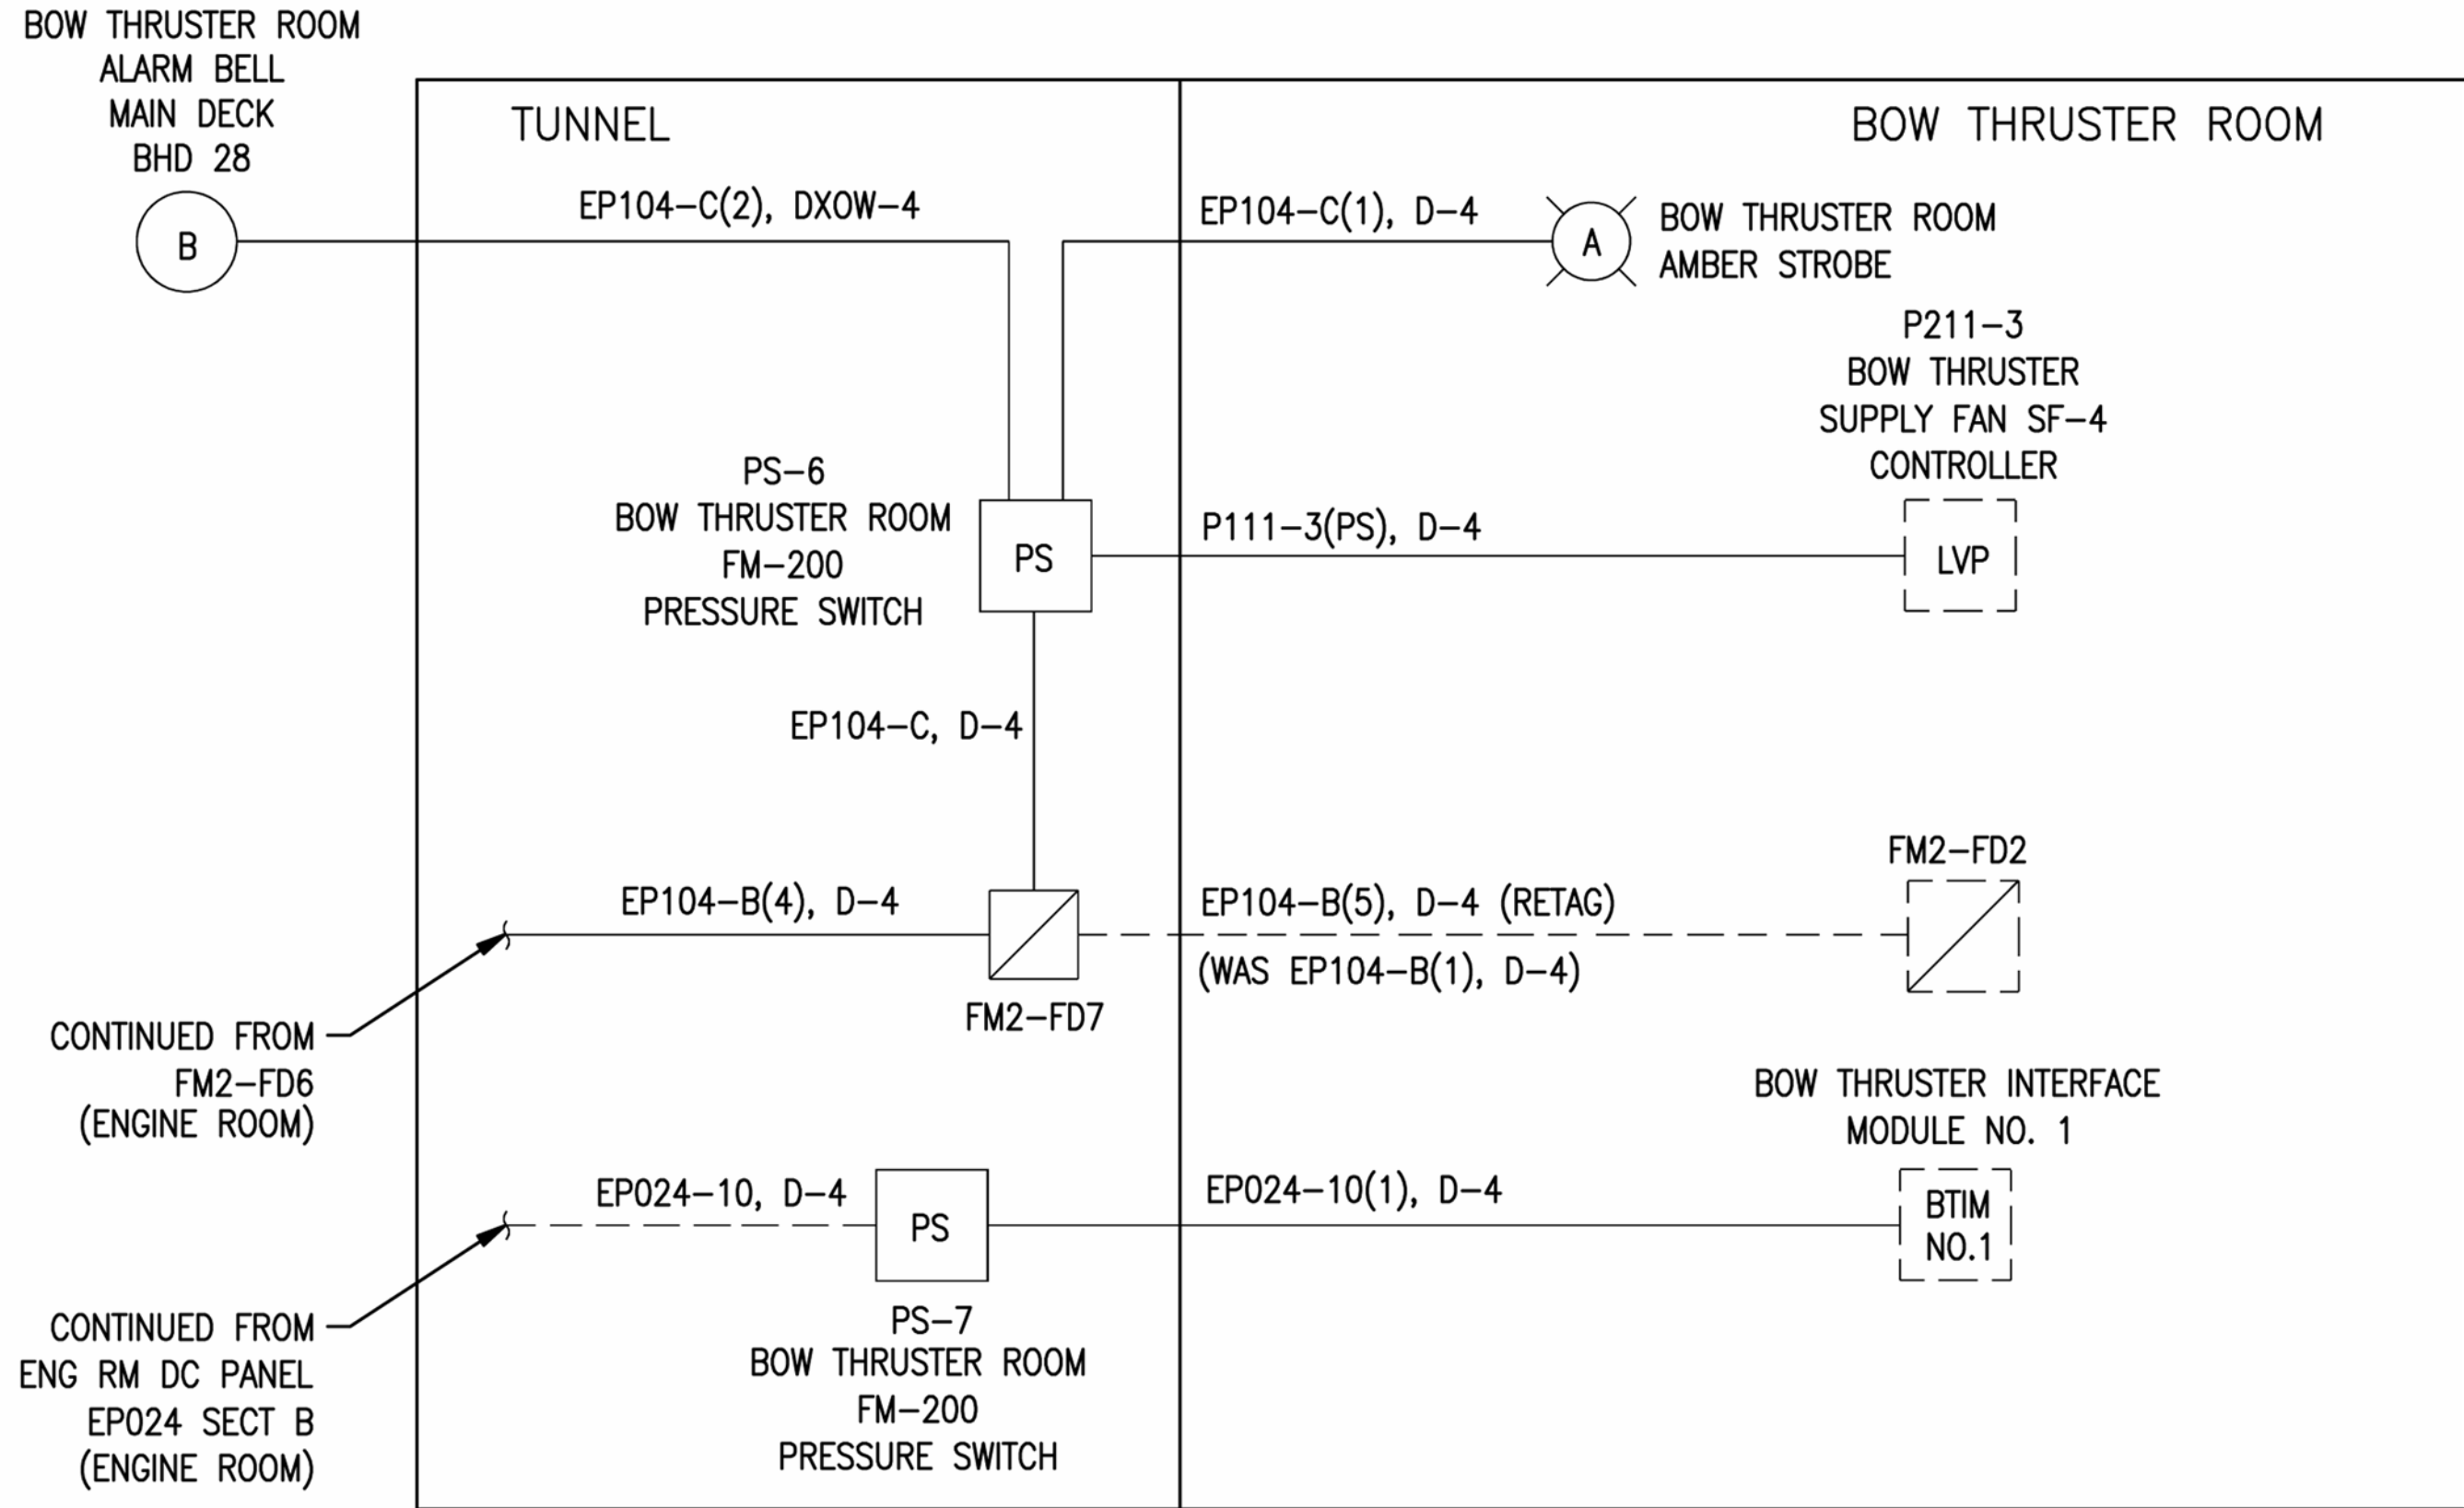 BOW THRUSTER ROOM
ALARM BELL
MAIN DECK
BHD 28
B
TUNNEL
BOW THRUSTER ROOM
EP104-C(2), DXOW-4
EP104-C(1), D-4
A
BOW THRUSTER ROOM
AMBER STROBE
P211-3
BOW THRUSTER
SUPPLY FAN SF-4
CONTROLLER
PS-6
BOW THRUSTER ROOM
FM-200
PRESSURE SWITCH
PS
P111-3(PS), D-4
LVP
EP104-C, D-4
EP104-B(4), D-4
FM2-FD7
EP104-B(5), D-4 (RETAG)
(WAS EP104-B(1), D-4)
FM2-FD2
CONTINUED FROM
FM2-FD6
(ENGINE ROOM)
BOW THRUSTER INTERFACE
MODULE NO. 1
EP024-10, D-4
PS
EP024-10(1), D-4
BTIM
NO.1
PS-7
BOW THRUSTER ROOM
FM-200
PRESSURE SWITCH
CONTINUED FROM
ENG RM DC PANEL
EP024 SECT B
(ENGINE ROOM)